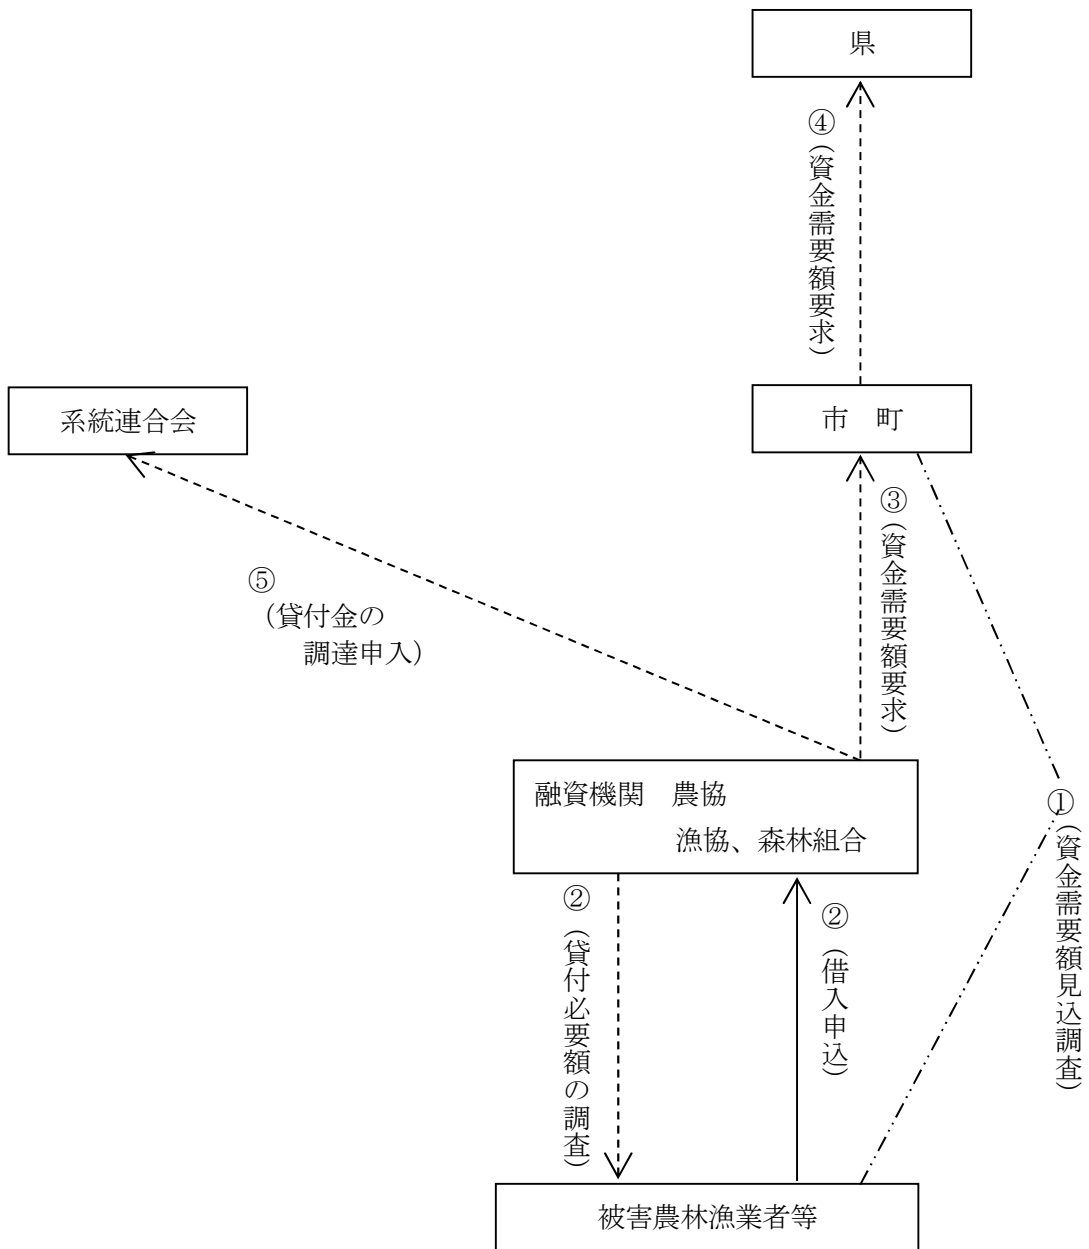 県
④(資金需要額要求)
系統連合会
市　町
③(資金需要額要求)
⑤
(貸付金の
調達申入)
融資機関　農協
漁協、森林組合
①(資金需要額見込調査)
②(貸付必要額の調査)
②(借入申込)
被害農林漁業者等